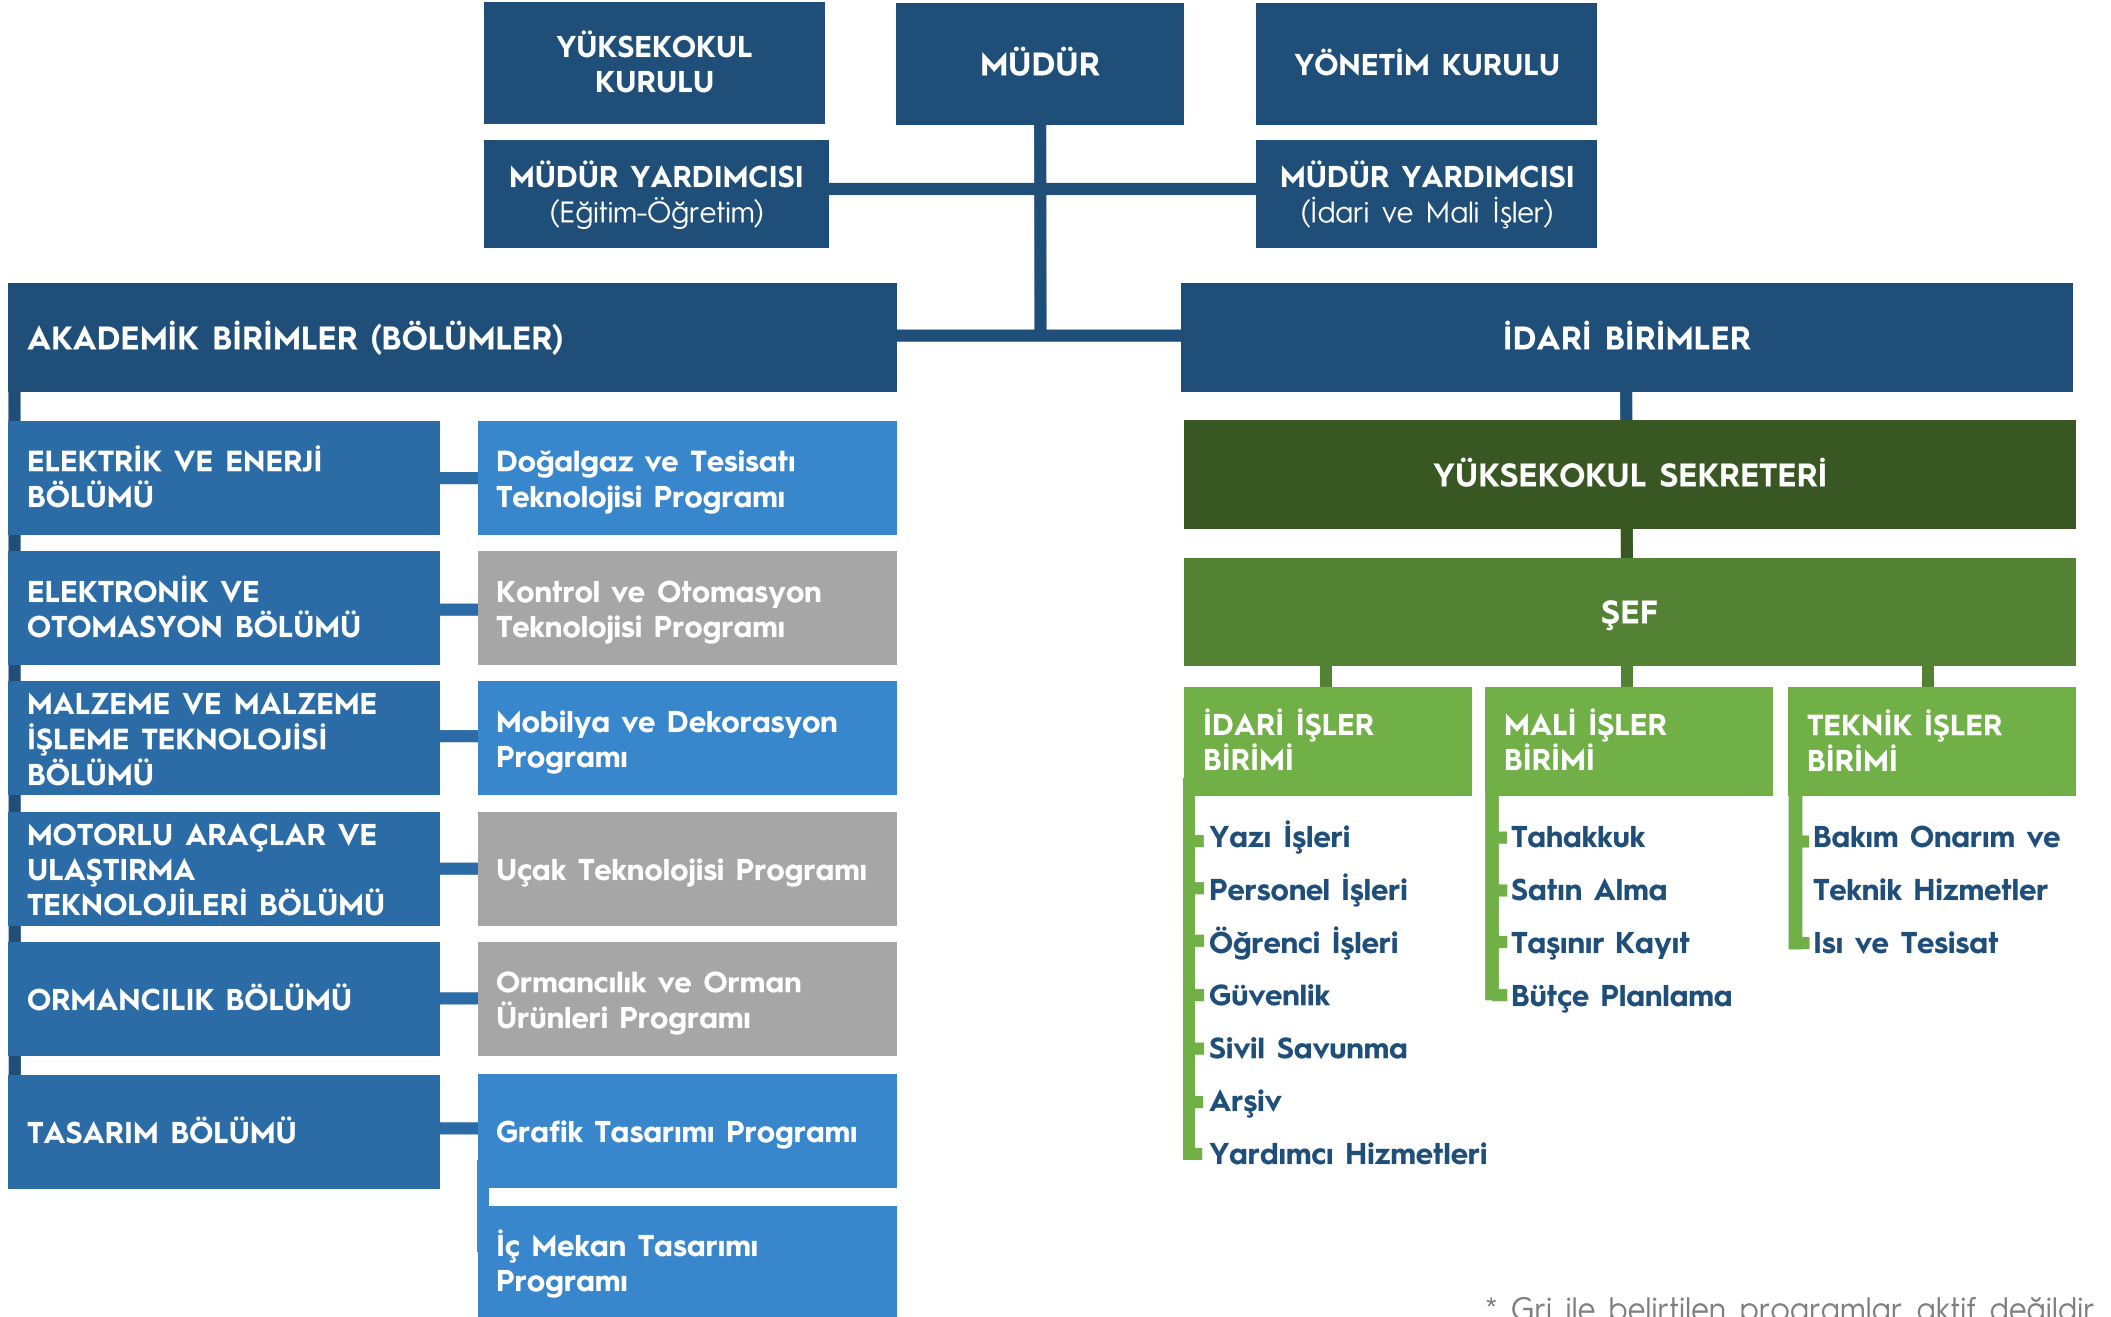 YÜKSEKOKUL
KURULU
MÜDÜR
YÖNETİM KURULU
MÜDÜR YARDIMCISI
(Eğitim-Öğretim)
MÜDÜR YARDIMCISI
(İdari ve Mali İşler)
AKADEMİK BİRİMLER (BÖLÜMLER)
ELEKTRİK VE ENERJİ
BÖLÜMÜ
Doğalgaz ve Tesisatı
Teknolojisi Programı
ELEKTRONİK VE
OTOMASYON BÖLÜMÜ
Kontrol ve Otomasyon
Teknolojisi Programı
MALZEME VE MALZEME
İŞLEME TEKNOLOJİSİ
BÖLÜMÜ
Mobilya ve Dekorasyon
Programı
MOTORLU ARAÇLAR VE
ULAŞTIRMA
TEKNOLOJİLERİ BÖLÜMÜ
Uçak Teknolojisi Programı
ORMANCILIK BÖLÜMÜ
Ormancılık ve Orman
Ürünleri Programı
TASARIM BÖLÜMÜ
Grafik Tasarımı Programı
İç Mekan Tasarımı
Programı
İDARİ BİRİMLER
YÜKSEKOKUL SEKRETERİ
ŞEF
İDARİ İŞLER
BİRİMİ
Yazı İşleri
Personel İşleri
Öğrenci İşleri
Güvenlik
Sivil Savunma
Arşiv
Yardımcı Hizmetleri
MALİ İŞLER
BİRİMİ
Tahakkuk
Satın Alma
Taşınır Kayıt
Bütçe Planlama
TEKNİK İŞLER
BİRİMİ
Bakım Onarım ve
Teknik Hizmetler
Isı ve Tesisat
* Gri ile belirtilen programlar aktif değildir